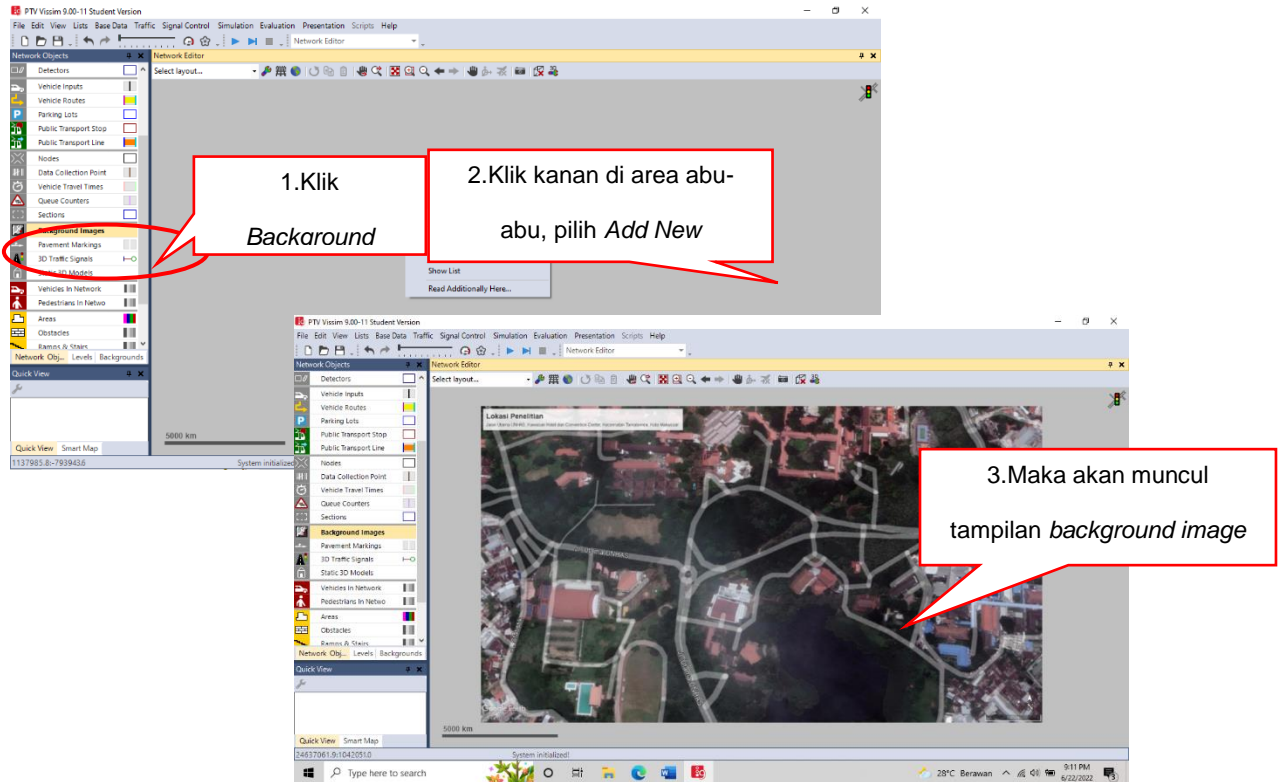 PTV Vissim 9.00-11 Student Version
File Edit View Lists Base Data Traffic Signal Control Simulation Evaluation Presentation Scripts Help
Network Editor
Network Objects
Network Editor
Select layout...
Detectors
Vehicle Inputs
Vehicle Routes
Parking Lots
Public Transport Stop
Public Transport Line
Nodes
Data Collection Point
Vehicle Travel Times
Queue Counters
Sections
Background Images
Pavement Markings
3D Traffic Signals
Static 3D Models
Vehicles In Network
Pedestrians In Netwo
Areas
Obstacles
Ramps & Stairs
Network Obj... Levels Backgrounds
Quick View
Quick View Smart Map
5000 km
System initialized
1.Klik
Background
2.Klik kanan di area abu-
abu, pilih Add New
Show List
Read Additionally Here...
PTV Vissim 9.00-11 Student Version
File Edit View Lists Base Data Traffic Signal Control Simulation Evaluation Presentation Scripts Help
Network Editor
Network Objects
Network Editor
Select layout...
Detectors
Vehicle Inputs
Vehicle Routes
Parking Lots
Public Transport Stop
Public Transport Line
Nodes
Data Collection Point
Vehicle Travel Times
Queue Counters
Sections
Background Images
Pavement Markings
3D Traffic Signals
Static 3D Models
Vehicles In Network
Pedestrians In Netwo
Areas
Obstacles
Ramps & Stairs
Network Obj... Levels Backgrounds
Quick View
Quick View Smart Map
Lokasi Penelitian
5000 km
System initialized!
3.Maka akan muncul
tampilan background image
Type here to search
28°C Berawan
9:11 PM
6/22/2022